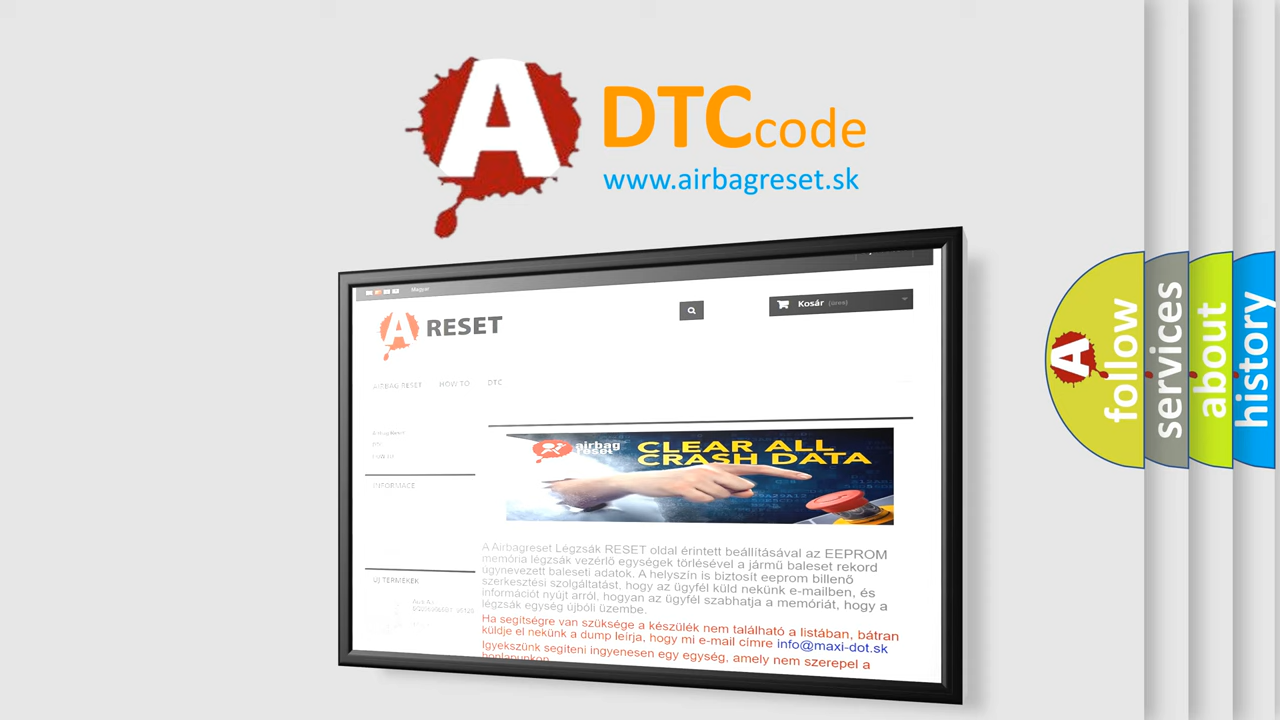 A DTCcode
www.airbagreset.sk
Magyar
Kosár (üres)
A RESET
AIRBAG RESET HOW TO DTC
INFORMACE
ÚJ TERMÉKEK
airbag
reset
CLEAR ALL
CRASH DATA
A Airbagreset Légzsák RESET oldal érintett beállításával az EEPROM
memória légzsák vezérlő egységek törlésével a jármű baleset rekord
úgynevezett baleseti adatok. A helyszín is biztosít eeprom billenő
szerkesztési szolgáltatást, hogy az ügyfél küld nekünk e-mailben, és
információt nyújt arról, hogyan az ügyfél szabhatja a memóriát, hogy a
légzsák egység újbóli üzembe.
Ha segítségre van szüksége a készülék nem található a listában, bátran
küldje el nekünk a dump leírja, hogy mi e-mail címre info@maxi-dot.sk
Igyekszünk segíteni ingyenesen egy egység, amely nem szerepel a
honlapunkon
A follow
services
about
history